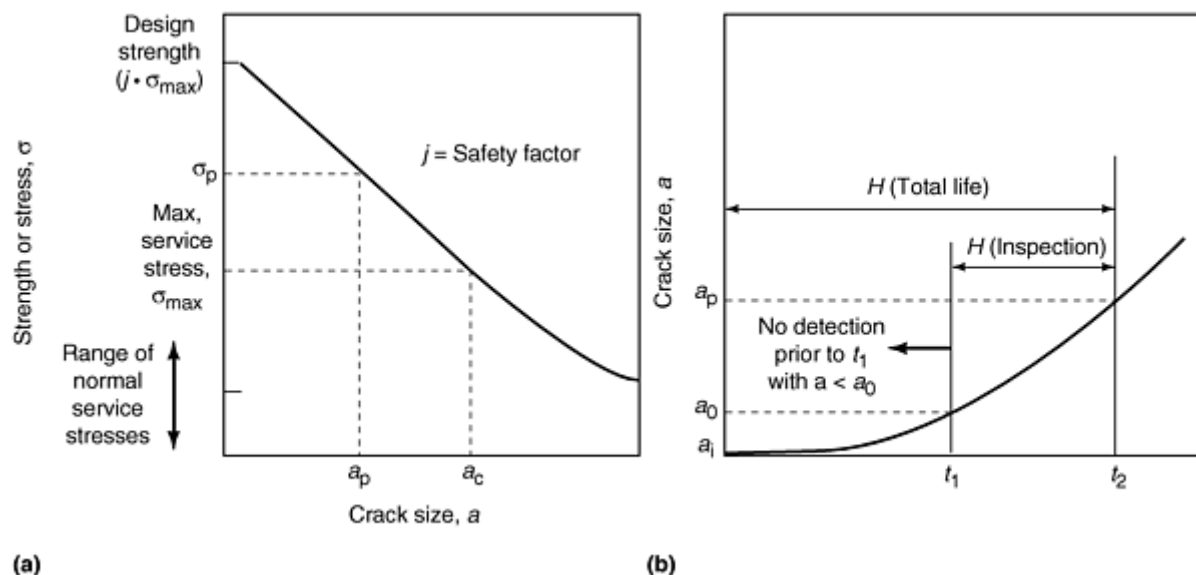 Design
strength
(j • σmax)
Strength or stress, σ
σp
j = Safety factor
Max,
service
stress,
σmax
Range of
normal
service
stresses
ap
ac
Crack size, a
(a)
H (Total life)
H (Inspection)
Crack size, a
ap
No detection
prior to t1
with a < a0
a0
ai
t1
t2
(b)